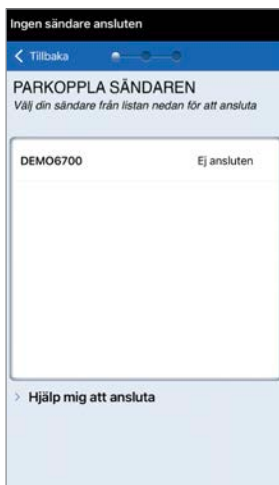 Ingen sändare ansluten
Tillbaka
PARKOPPLA SÄNDAREN
Välj din sändare från listan nedan för att ansluta
DEMO6700 Ej ansluten
Hjälp mig att ansluta